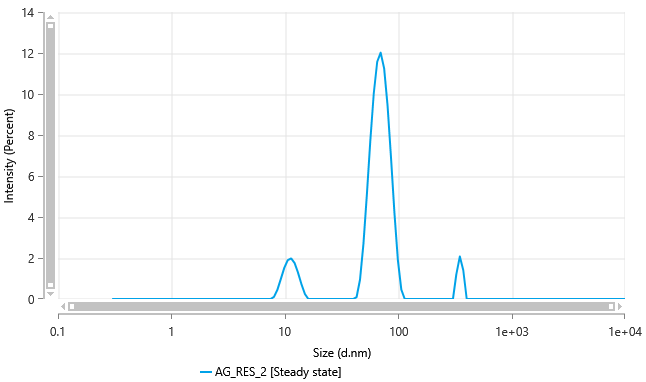 14
12
10
8
6
4
2
0
Intensity (Percent)
0.1 1 10 100 1e+03 1e+04
Size (d.nm)
AG_RES_2 [Steady state]